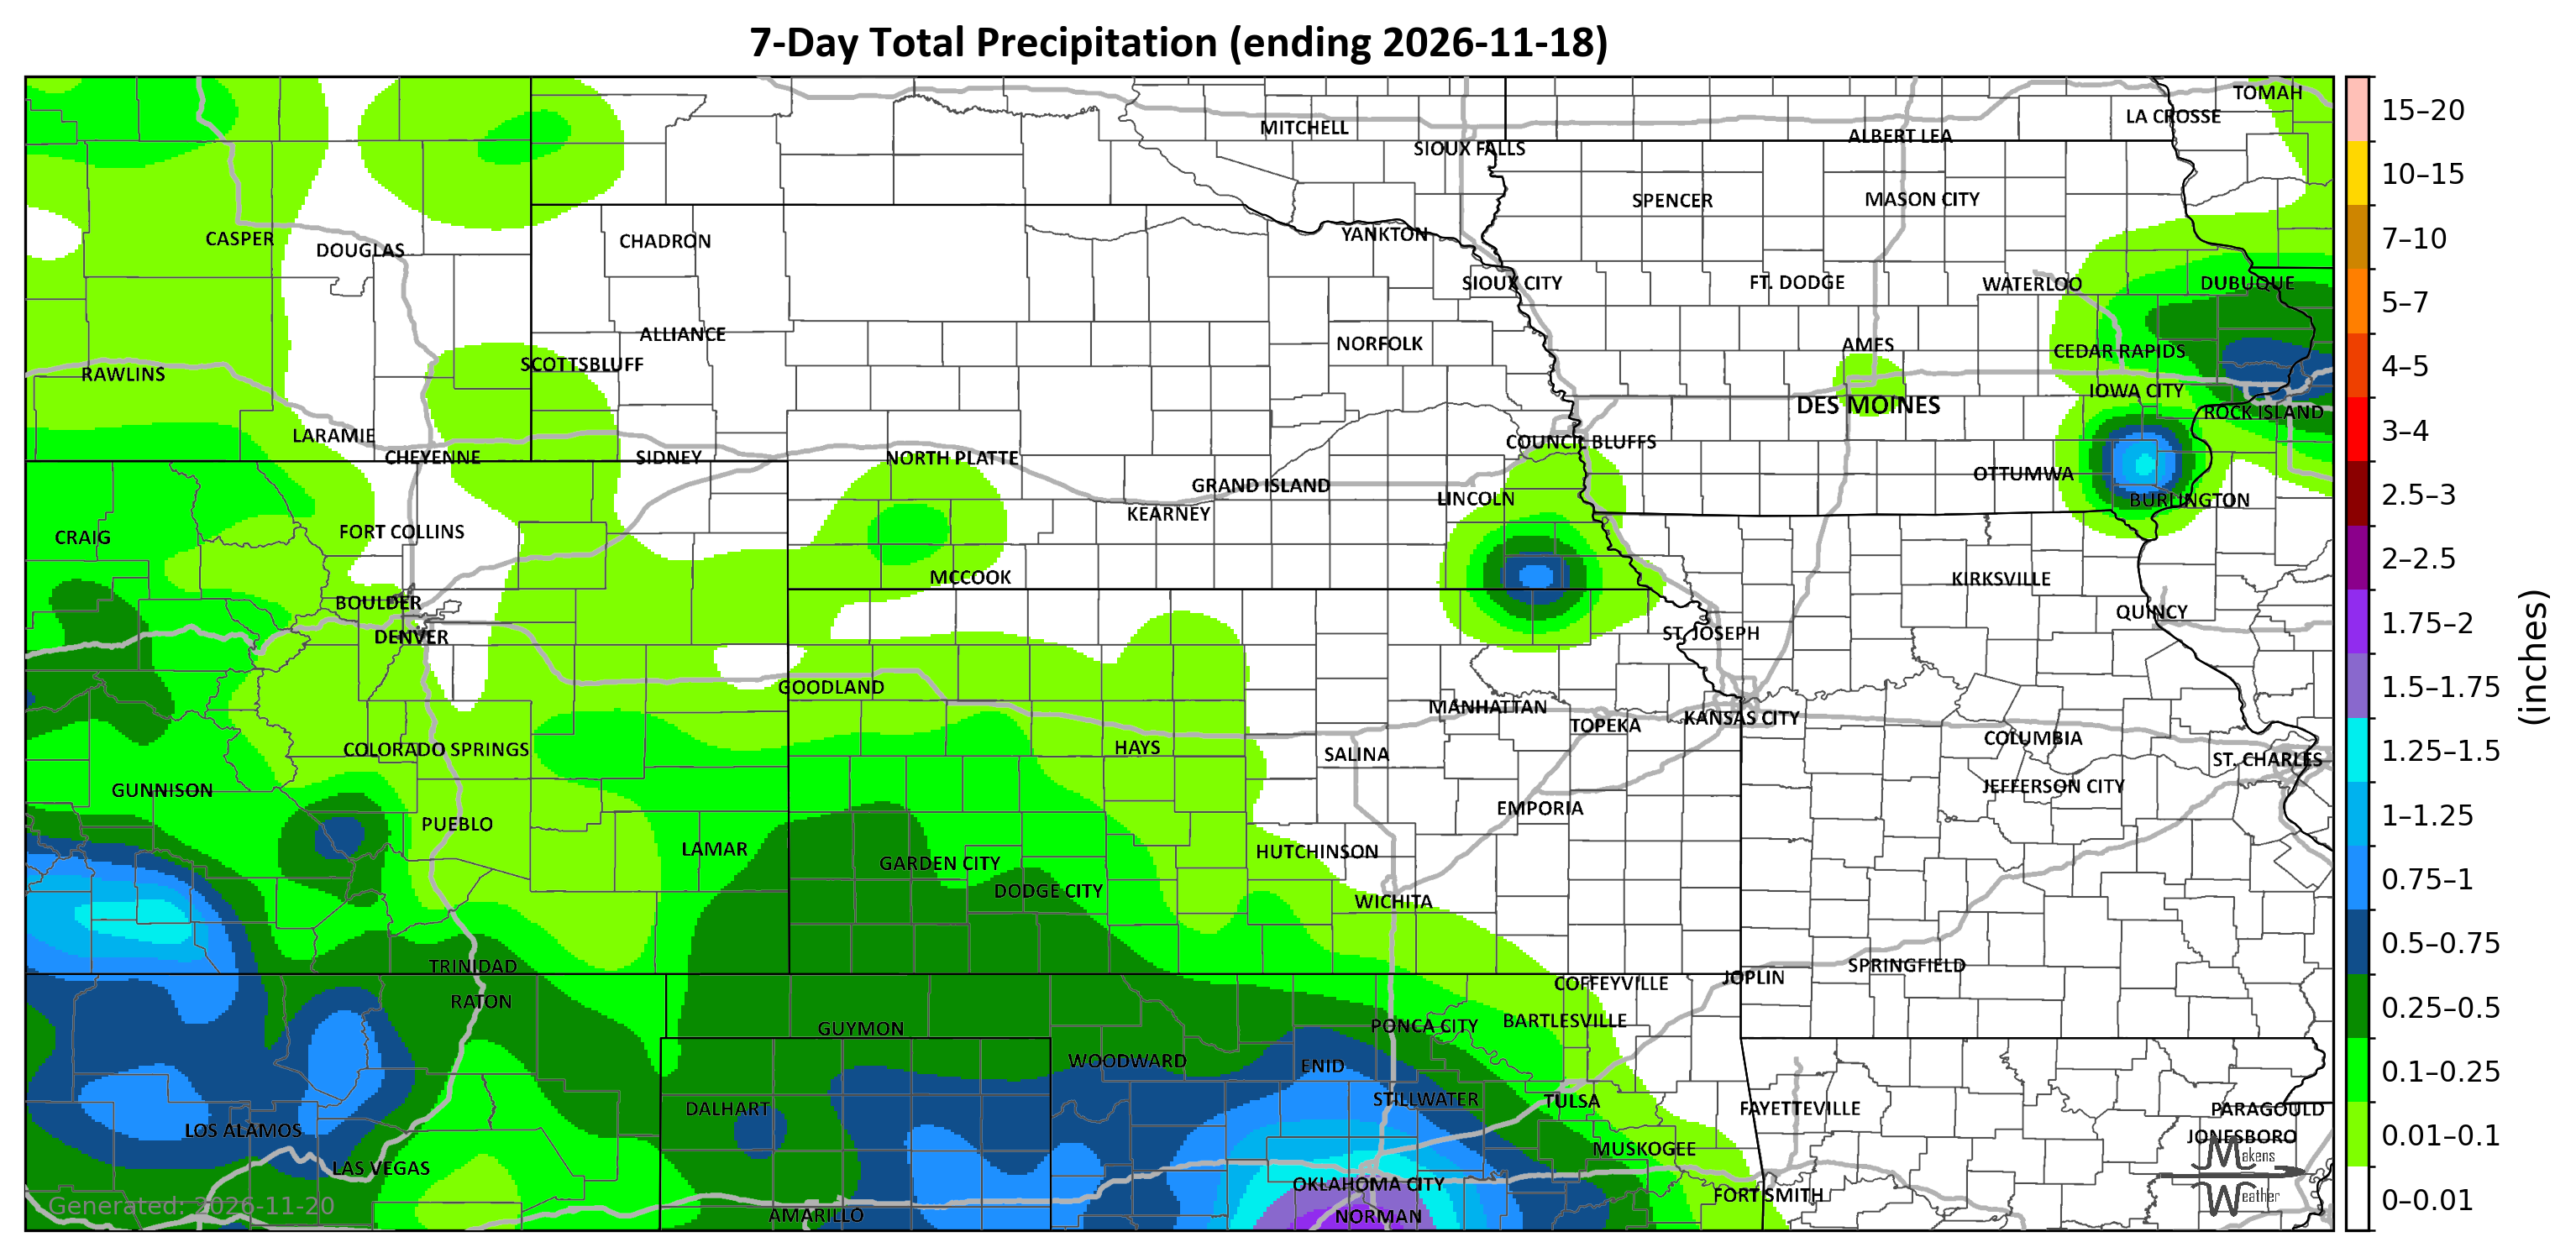 7-Day Total Precipitation (ending 2026-11-18)
TOMAH
15–20
LA CROSSE
MITCHELL
ALBERT LEA
SIOUX FALLS
10–15
SPENCER
MASON CITY
YANKTON
CASPER
CHADRON
7–10
DOUGLAS
SIOUX CITY
FT. DODGE
WATERLOO
DUBUQUE
5–7
ALLIANCE
NORFOLK
AMES
CEDAR RAPIDS
SCOTTSBLUFF
4–5
RAWLINS
IOWA CITY
DES MOINES
ROCK ISLAND
LARAMIE
3–4
COUNCIL BLUFFS
CHEYENNE
SIDNEY
NORTH PLATTE
OTTUMWA
GRAND ISLAND
LINCOLN
2.5–3
BURLINGTON
KEARNEY
FORT COLLINS
CRAIG
2–2.5
MCCOOK
KIRKSVILLE
BOULDER
QUINCY
1.75–2
DENVER
ST. JOSEPH
(inches)
GOODLAND
1.5–1.75
MANHATTAN
KANSAS CITY
TOPEKA
COLUMBIA
COLORADO SPRINGS
HAYS
SALINA
1.25–1.5
ST. CHARLES
GUNNISON
JEFFERSON CITY
EMPORIA
1–1.25
PUEBLO
LAMAR
HUTCHINSON
GARDEN CITY
DODGE CITY
0.75–1
WICHITA
0.5–0.75
TRINIDAD
SPRINGFIELD
JOPLIN
COFFEYVILLE
RATON
0.25–0.5
BARTLESVILLE
PONCA CITY
GUYMON
WOODWARD
ENID
0.1–0.25
STILLWATER
TULSA
DALHART
FAYETTEVILLE
PARAGOULD
LOS ALAMOS
JONESBORO
0.01–0.1
MUSKOGEE
Makens
LAS VEGAS
OKLAHOMA CITY
FORT SMITH
Weather
0–0.01
Generated: 2026-11-20
AMARILLO
NORMAN